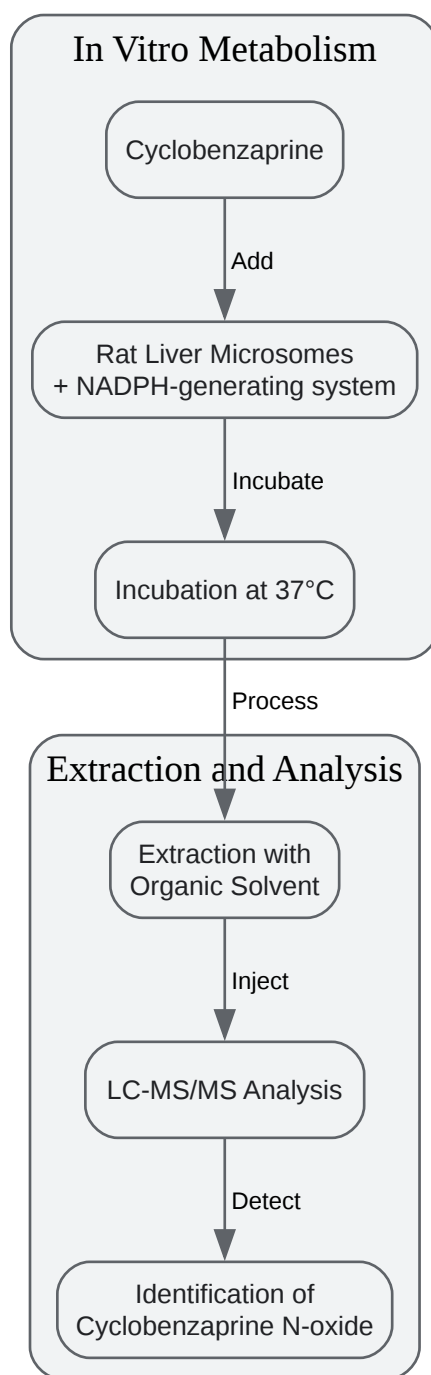 In Vitro Metabolism
Cyclobenzaprine
Add
Rat Liver Microsomes
+ NADPH-generating system
Incubate
Incubation at 37°C
Process
Extraction and Analysis
Extraction with
Organic Solvent
Inject
LC-MS/MS Analysis
Detect
Identification of
Cyclobenzaprine N-oxide